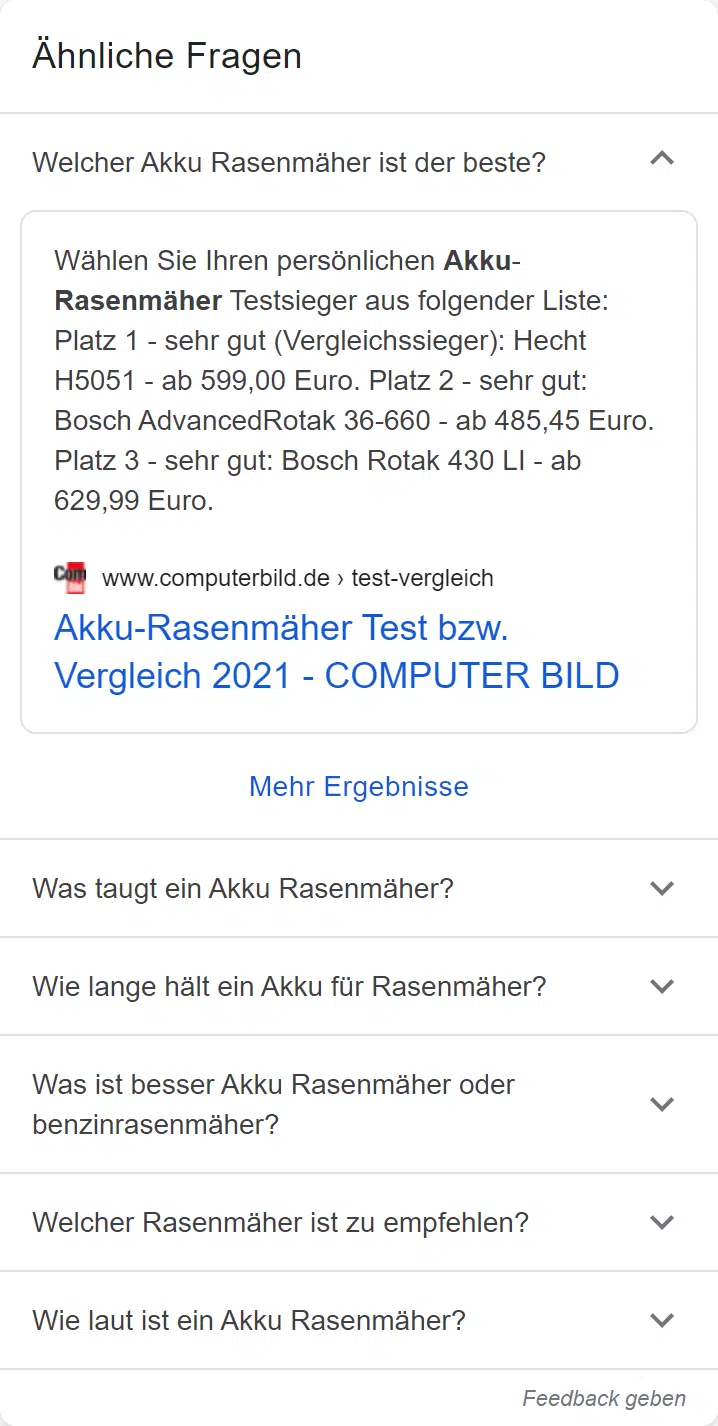 Ähnliche Fragen
Welcher Akku Rasenmäher ist der beste?
Wählen Sie Ihren persönlichen Akku-
Rasenmäher Testsieger aus folgender Liste:
Platz 1 - sehr gut (Vergleichssieger): Hecht
H5051 - ab 599,00 Euro. Platz 2 - sehr gut:
Bosch AdvancedRotak 36-660 - ab 485,45 Euro.
Platz 3 - sehr gut: Bosch Rotak 430 LI - ab
629,99 Euro.
Com www.computerbild.de › test-vergleich
Akku-Rasenmäher Test bzw.
Vergleich 2021 - COMPUTER BILD
Mehr Ergebnisse
Was taugt ein Akku Rasenmäher?
Wie lange hält ein Akku für Rasenmäher?
Was ist besser Akku Rasenmäher oder
benzinrasenmäher?
Welcher Rasenmäher ist zu empfehlen?
Wie laut ist ein Akku Rasenmäher?
Feedback geben